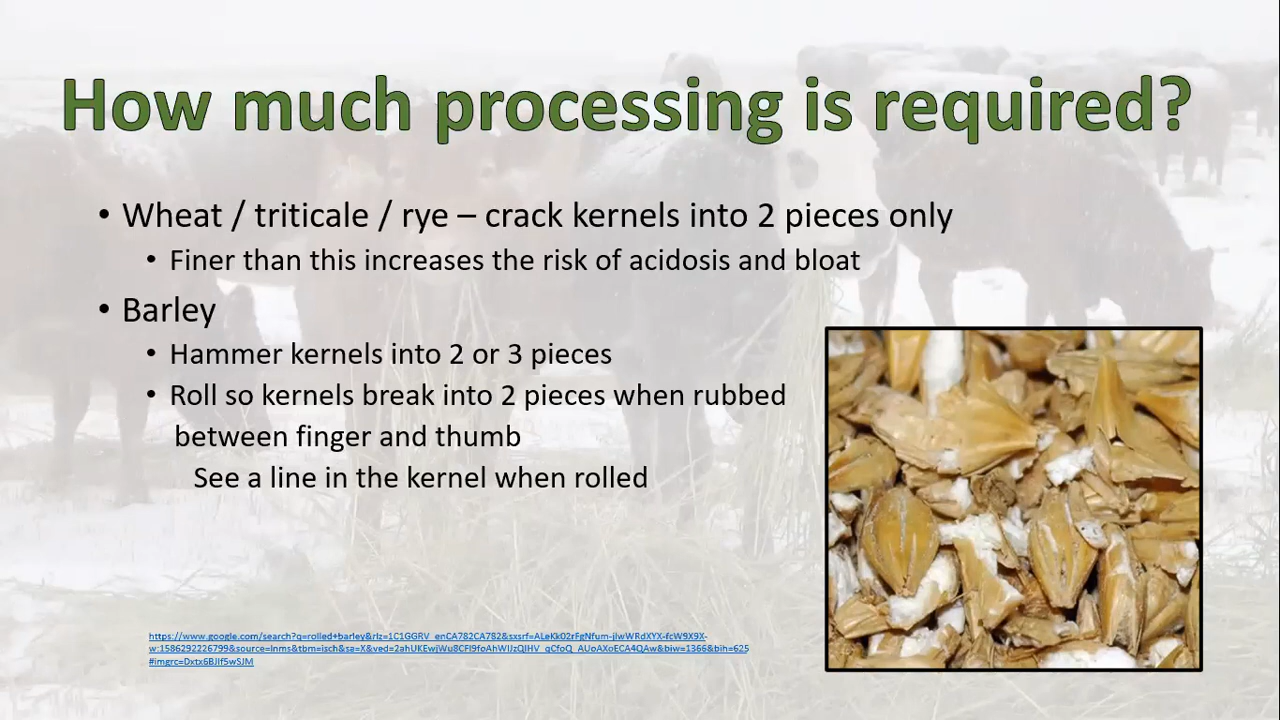 How much processing is required?
• Wheat / triticale / rye – crack kernels into 2 pieces only
• Finer than this increases the risk of acidosis and bloat
• Barley
• Hammer kernels into 2 or 3 pieces
• Roll so kernels break into 2 pieces when rubbed
between finger and thumb
See a line in the kernel when rolled
https://www.google.com/search?q=rolled+barley&rlz=1C1GGRV_enCA782CA782&sxsrf=ALeKk02rFgNfum-jlwWRdXYX-fcW9X9X-
w:1586292226799&source=lnms&tbm=isch&sa=X&ved=2ahUKEwjWu8CFl9foAhWIJzQIHV_qCfoQ_AUoAXoECA4QAw&biw=1366&bih=625
#imgrc=Dxtx6BJlf5wSJM